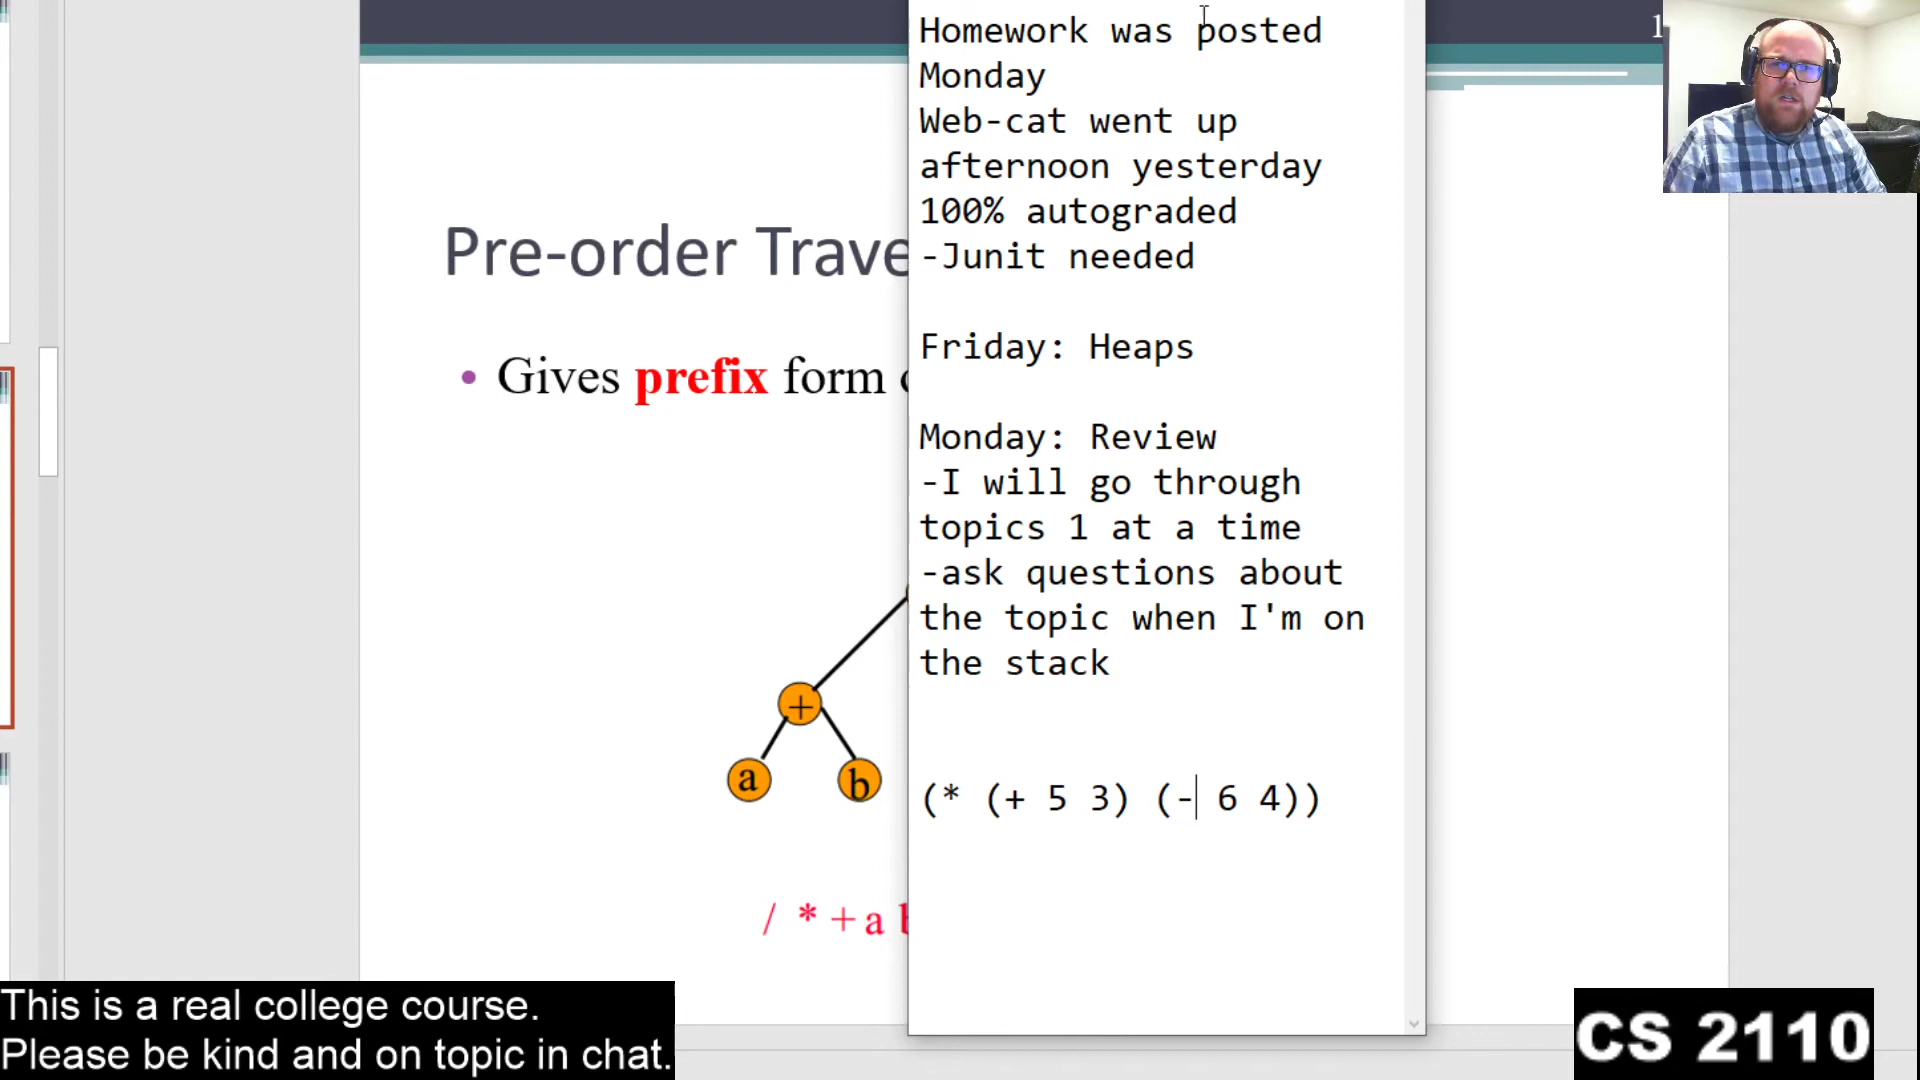 Homework was posted
Monday
Web-cat went up
afternoon yesterday
100% autograded
-Junit needed
Friday: Heaps
Monday: Review
-I will go through
topics 1 at a time
-ask questions about
the topic when I'm on
the stack
(* (+ 5 3) (- 6 4))
1
Pre-order
Gives prefix form
+
a
b
/ * + a
This is a real college course.
Please be kind and on topic in chat.
CS 2110